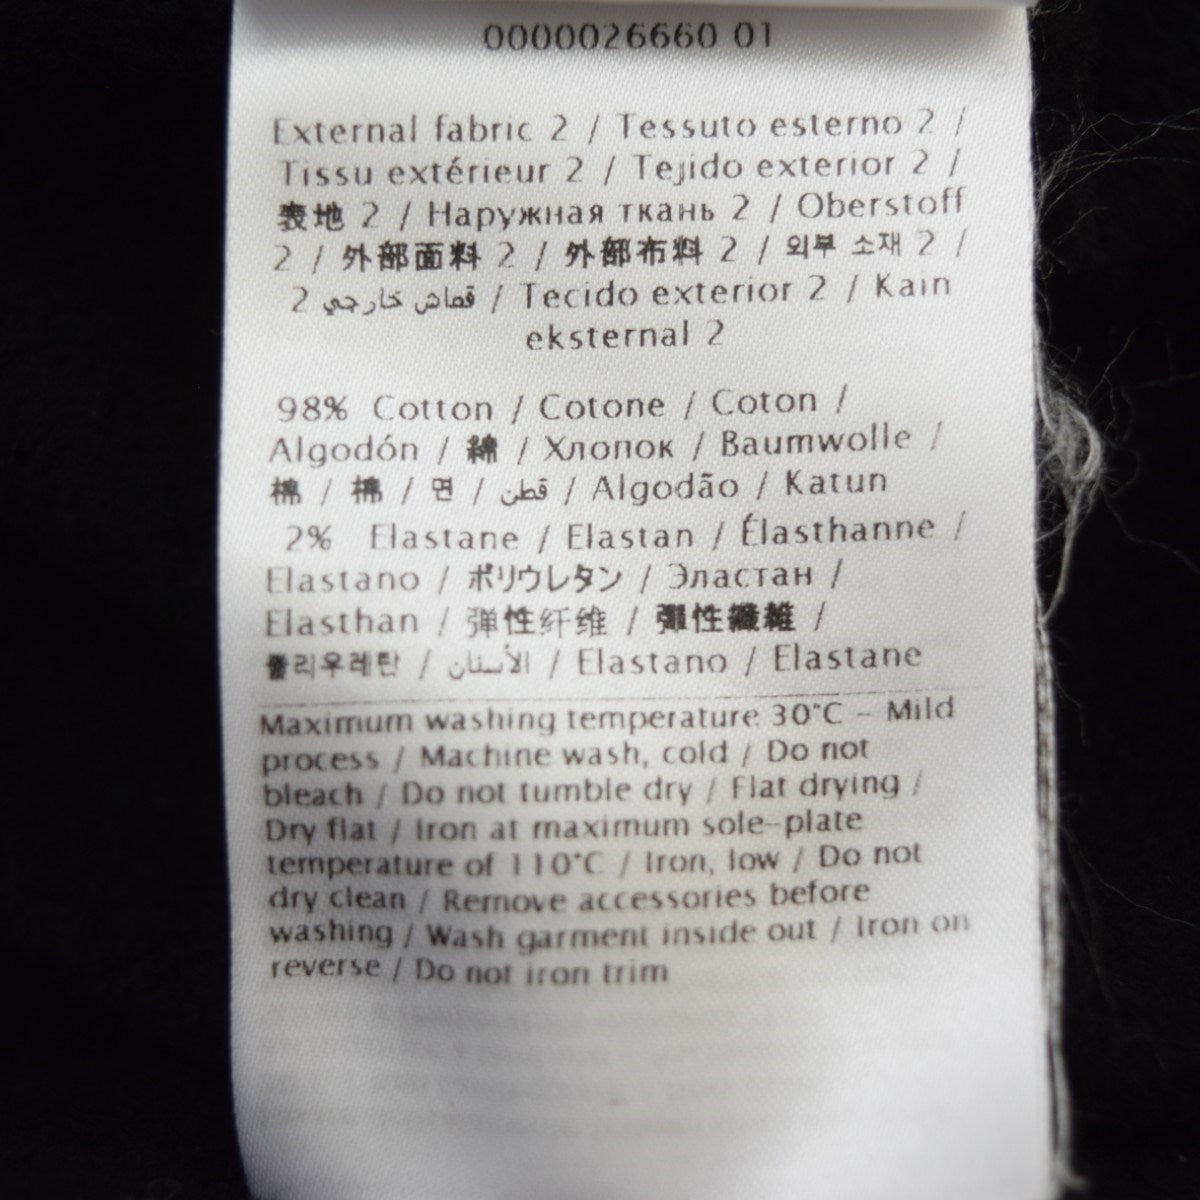 0000026660 01
External fabric 2 / Tessuto esterno 2 /
Tissu extérieur 2 / Tejido exterior 2 /
表地 2 / Наружная ткань 2 / Oberstoff
2 / 外部面料 2 / 外部布料 2 / 외부 소재 2 /
قماش خارجي 2 / Tecido exterior 2 / Kain
eksternal 2
98% Cotton / Cotone / Coton /
Algodón / 綿 / Хлопок / Baumwolle /
棉 / 棉 / 면 / قطن / Algodão / Katun
2% Elastane / Elastan / Élasthanne /
Elastano / ポリウレタン / Эластан /
Elasthan / 弹性纤维 / 彈性纖維 /
폴리우레탄 / الأستان / Elastano / Elastane
Maximum washing temperature 30°C - Mild
process / Machine wash, cold / Do not
bleach / Do not tumble dry / Flat drying /
Dry flat / Iron at maximum sole-plate
temperature of 110°C / Iron, low / Do not
dry clean / Remove accessories before
washing / Wash garment inside out / Iron on
reverse / Do not iron trim